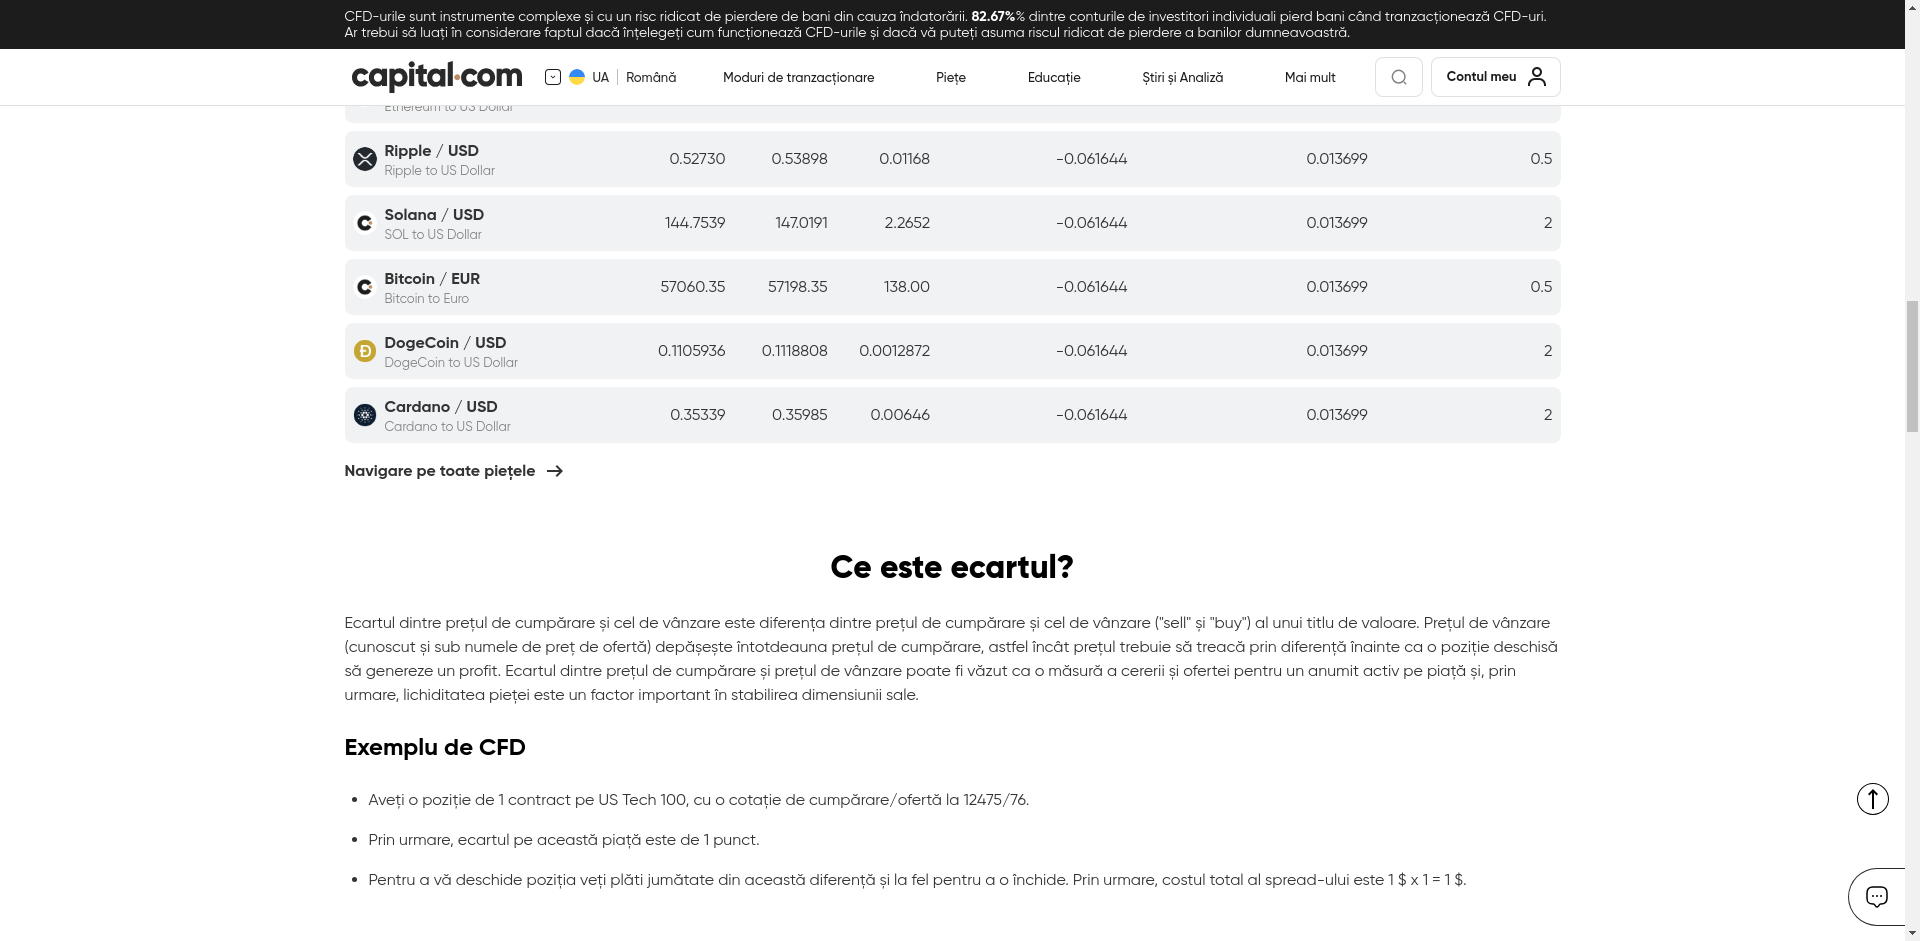 CFD-urile sunt instrumente complexe și cu un risc ridicat de pierdere de bani din cauza îndatorării. 82.67%% dintre conturile de investitori individuali pierd bani când tranzacționează CFD-uri.
Ar trebui să luați în considerare faptul dacă înțelegeți cum funcționează CFD-urile și dacă vă puteți asuma riscul ridicat de pierdere a banilor dumneavoastră.
capital.com UA Română Moduri de tranzacționare Piețe Educație Știri și Analiză Mai mult Contul meu
Ethereum to US Dollar
Ripple / USD 0.52730 0.53898 0.01168 -0.061644 0.013699 0.5
Ripple to US Dollar
Solana / USD 144.7539 147.0191 2.2652 -0.061644 0.013699 2
SOL to US Dollar
Bitcoin / EUR 57060.35 57198.35 138.00 -0.061644 0.013699 0.5
Bitcoin to Euro
DogeCoin / USD 0.1105936 0.1118808 0.0012872 -0.061644 0.013699 2
DogeCoin to US Dollar
Cardano / USD 0.35339 0.35985 0.00646 -0.061644 0.013699 2
Cardano to US Dollar
Navigare pe toate piețele
Ce este ecartul?
Ecartul dintre prețul de cumpărare și cel de vânzare este diferența dintre prețul de cumpărare și cel de vânzare ("sell" și "buy") al unui titlu de valoare. Prețul de vânzare
(cunoscut și sub numele de preț de ofertă) depășește întotdeauna prețul de cumpărare, astfel încât prețul trebuie să treacă prin diferență înainte ca o poziție deschisă
să genereze un profit. Ecartul dintre prețul de cumpărare și prețul de vânzare poate fi văzut ca o măsură a cererii și ofertei pentru un anumit activ pe piață și, prin
urmare, lichiditatea pieței este un factor important în stabilirea dimensiunii sale.
Exemplu de CFD
• Aveți o poziție de 1 contract pe US Tech 100, cu o cotație de cumpărare/ofertă la 12475/76.
• Prin urmare, ecartul pe această piață este de 1 punct.
• Pentru a vă deschide poziția veți plăti jumătate din această diferență și la fel pentru a o închide. Prin urmare, costul total al spread-ului este 1 $ x 1 = 1 $.